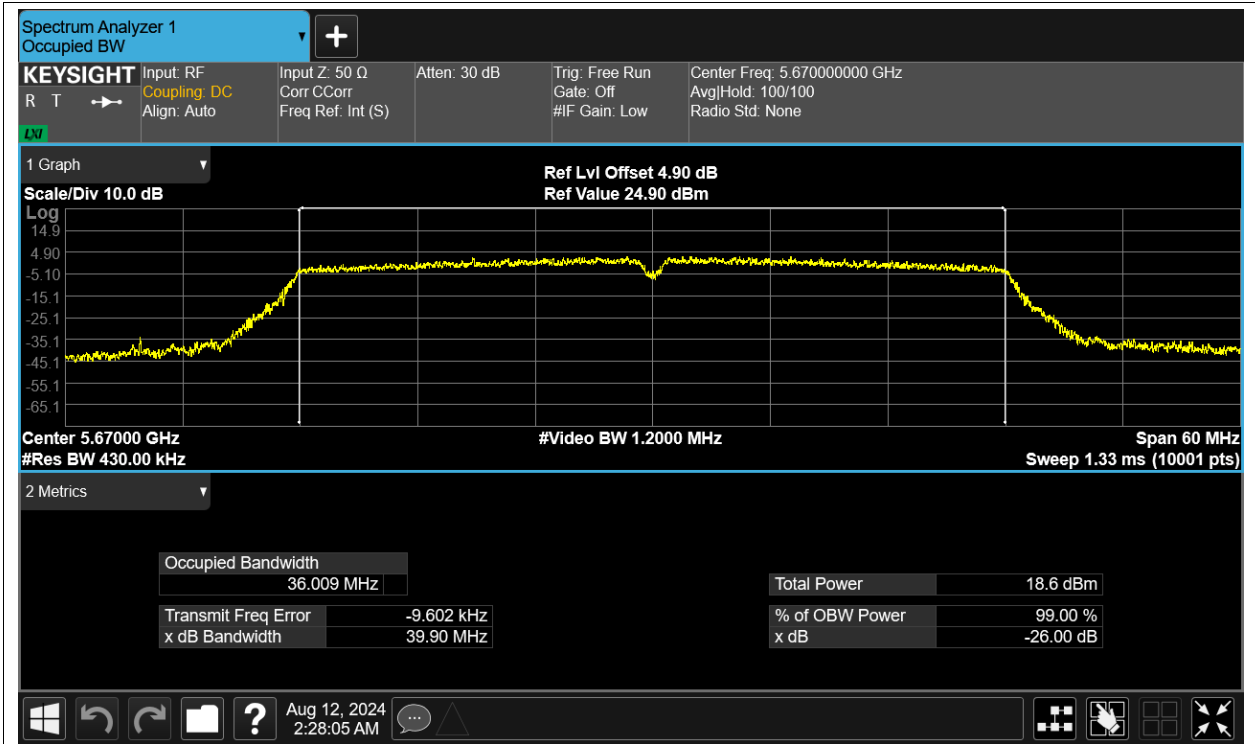 Spectrum Analyzer 1
Occupied BW
KEYSIGHT
R T
LXI
Input: RF
Coupling: DC
Align: Auto
Input Z: 50 Ω
Corr CCorr
Freq Ref: Int (S)
Atten: 30 dB
Trig: Free Run
Gate: Off
#IF Gain: Low
Center Freq: 5.670000000 GHz
Avg|Hold: 100/100
Radio Std: None
1 Graph
Scale/Div 10.0 dB
Ref Lvl Offset 4.90 dB
Ref Value 24.90 dBm
Log
14.9
4.90
-5.10
-15.1
-25.1
-35.1
-45.1
-55.1
-65.1
Center 5.67000 GHz
#Res BW 430.00 kHz
#Video BW 1.2000 MHz
Span 60 MHz
Sweep 1.33 ms (10001 pts)
2 Metrics
Occupied Bandwidth
36.009 MHz
Transmit Freq Error -9.602 kHz
x dB Bandwidth 39.90 MHz
Total Power 18.6 dBm
% of OBW Power 99.00 %
x dB -26.00 dB
?
Aug 12, 2024
2:28:05 AM